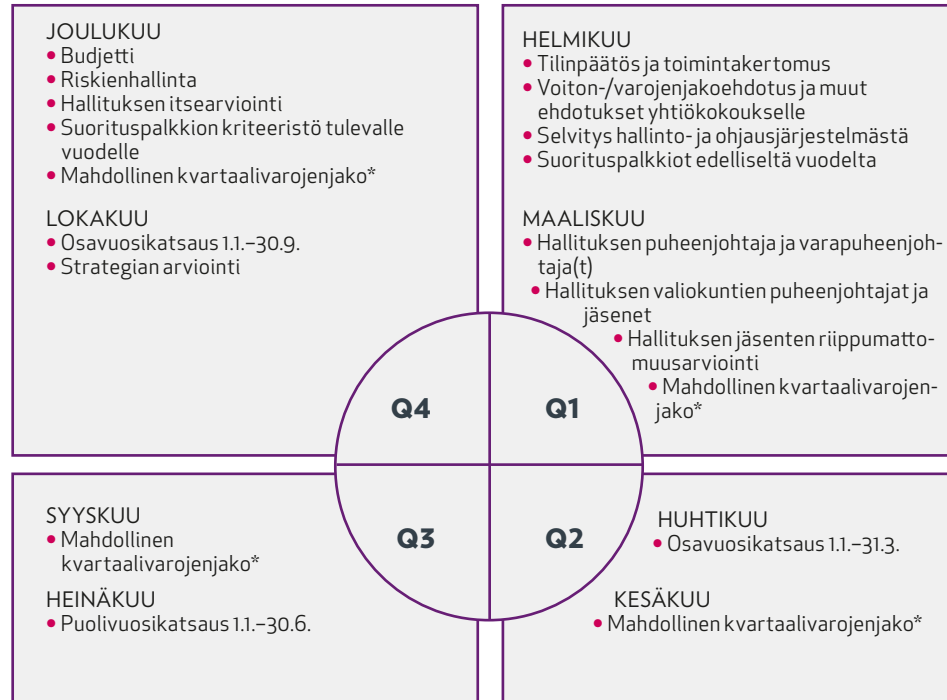 JOULUKUU
• Budjetti
• Riskienhallinta
• Hallituksen itsearviointi
• Suorituspalkkion kriteeristö tulevalle
vuodelle
• Mahdollinen kvartaalivarojenjako*
LOKAKUU
• Osavuosikatsaus 1.1.–30.9.
• Strategian arviointi
HELMIKUU
• Tilinpäätös ja toimintakertomus
• Voiton-/varojenjakoehdotus ja muut
ehdotukset yhtiökokoukselle
• Selvitys hallinto- ja ohjausjärjestelmästä
• Suorituspalkkiot edelliseltä vuodelta
MAALISKUU
• Hallituksen puheenjohtaja ja varapuheenjoh-
taja(t)
• Hallituksen valiokuntien puheenjohtajat ja
jäsenet
• Hallituksen jäsenten riippumatto-
muusarviointi
• Mahdollinen kvartaalivarojen-
jako*
Q4
Q1
Q3
Q2
SYYSKUU
• Mahdollinen
kvartaalivarojenjako*
HEINÄKUU
• Puolivuosikatsaus 1.1.–30.6.
HUHTIKUU
• Osavuosikatsaus 1.1.–31.3.
KESÄKUU
• Mahdollinen kvartaalivarojenjako*